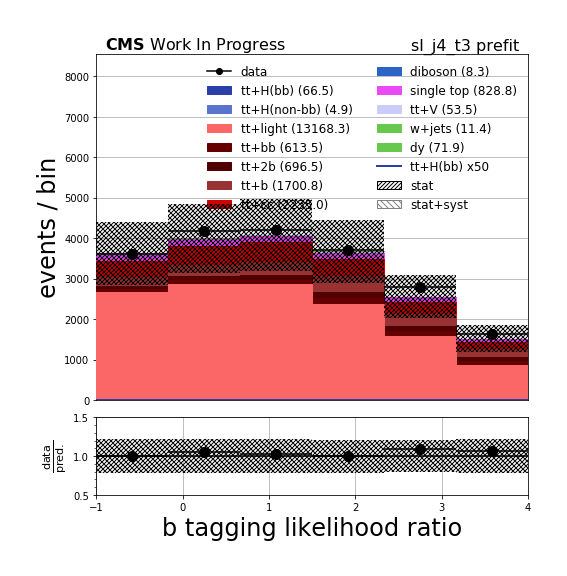 CMS Work In Progress
sl_j4_t3 prefit
data
tt+H(bb) (66.5)
tt+H(non-bb) (4.9)
tt+light (13168.3)
tt+bb (613.5)
tt+2b (696.5)
tt+b (1700.8)
diboson (8.3)
single top (828.8)
tt+V (53.5)
w+jets (11.4)
dy (71.9)
tt+H(bb) x50
stat
stat+syst
events / bin
8000
7000
6000
5000
4000
3000
2000
1000
0
data
pred.
1.5
1.0
0.5
−1
0
1
2
3
4
b tagging likelihood ratio